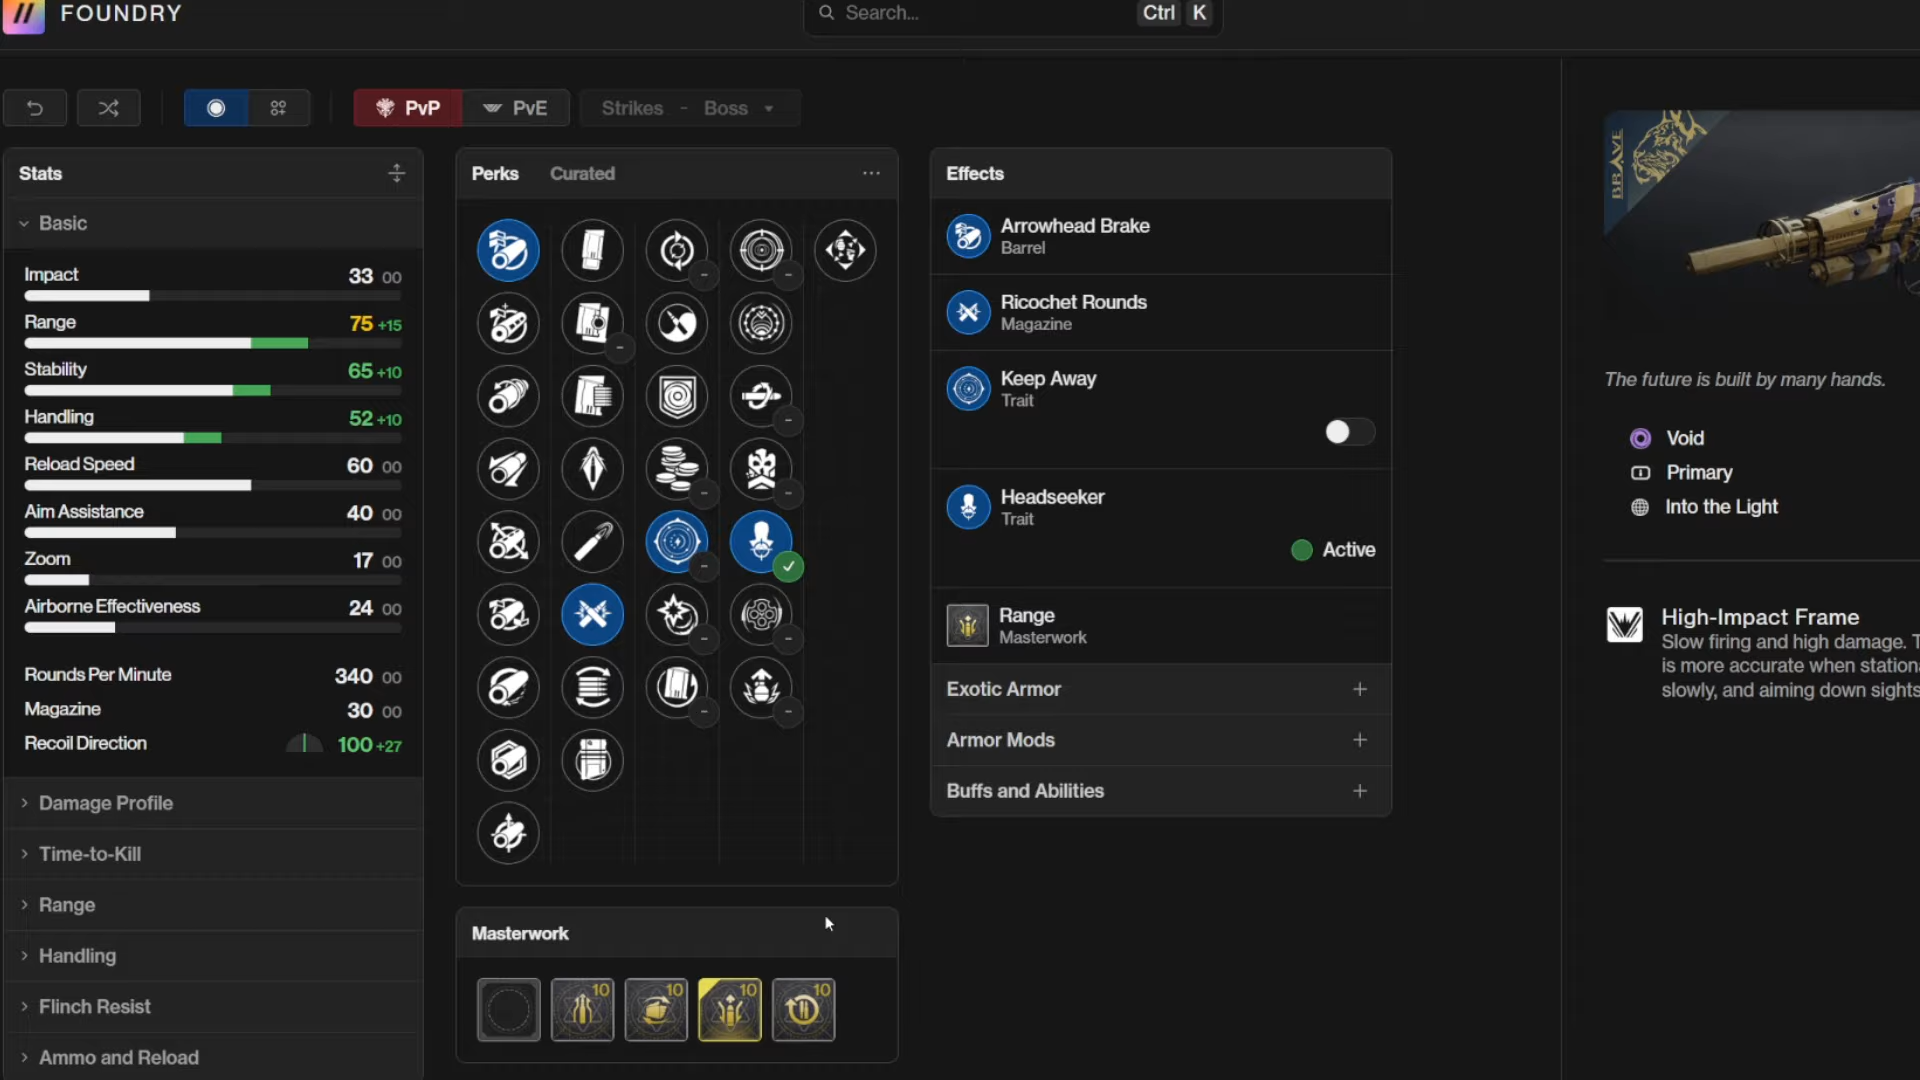 FOUNDRY
Search...
Ctrl K
PvP
PvE
Strikes - Boss
Stats
Basic
Impact 33 00
Range 75 +15
Stability 65 +10
Handling 52 +10
Reload Speed 60 00
Aim Assistance 40 00
Zoom 17 00
Airborne Effectiveness 24 00
Rounds Per Minute 340 00
Magazine 30 00
Recoil Direction 100 +27
Damage Profile
Time-to-Kill
Range
Handling
Flinch Resist
Ammo and Reload
Perks Curated
Masterwork
10 10 10 10
Effects
Arrowhead Brake
Barrel
Ricochet Rounds
Magazine
Keep Away
Trait
Headseeker
Trait
Active
Range
Masterwork
Exotic Armor
Armor Mods
Buffs and Abilities
BRAVE
The future is built by many hands.
Void
Primary
Into the Light
High-Impact Frame
Slow firing and high damage. T
is more accurate when stationa
slowly, and aiming down sights